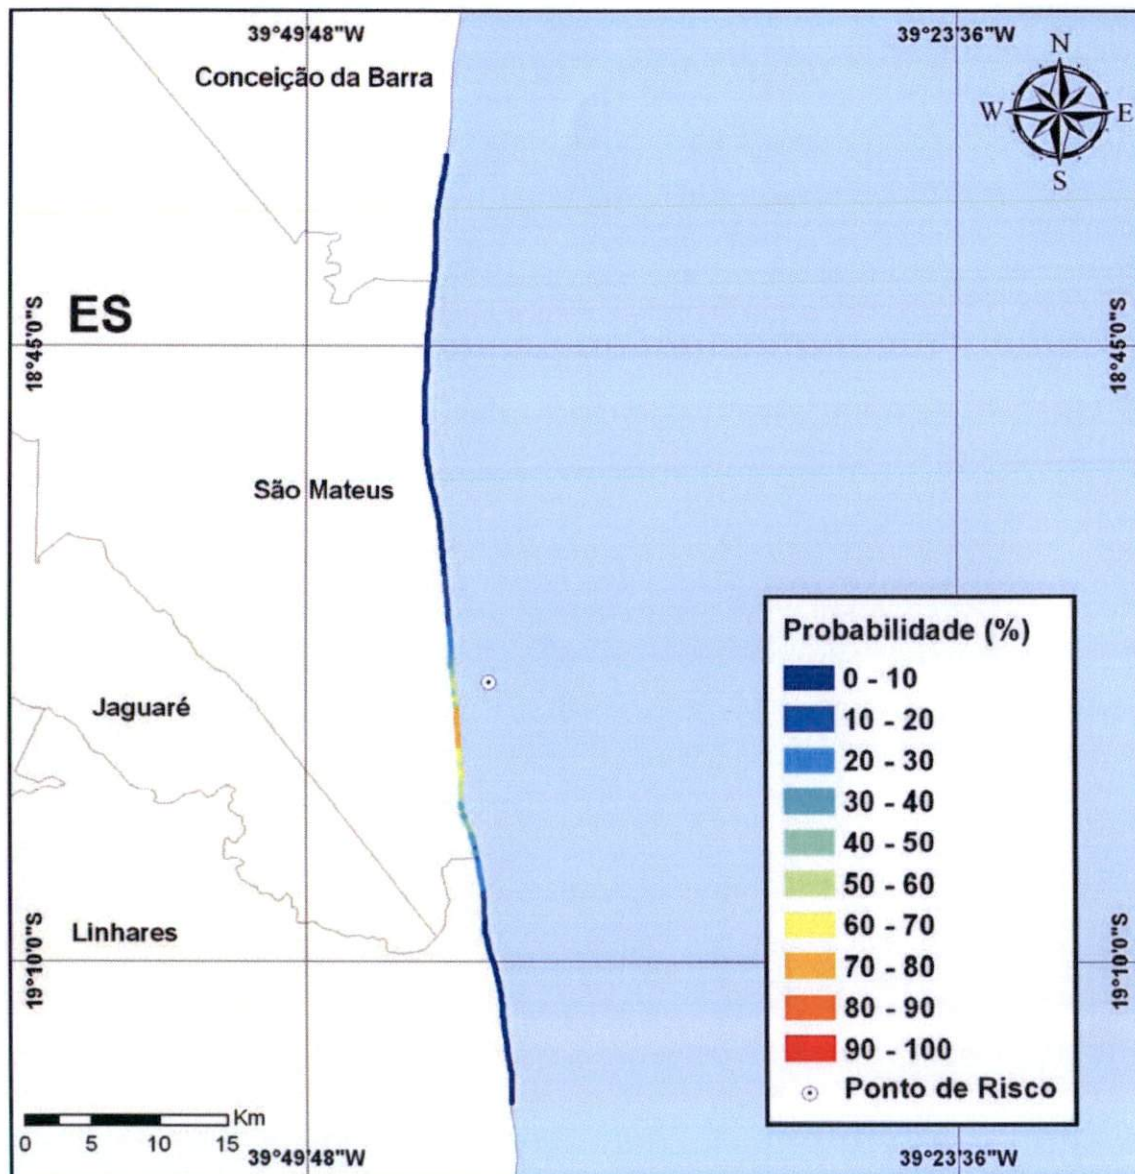 39°49'48"W
39°23'36"W
N
W
E
S
Conceição da Barra
ES
18°45'0"S
18°45'0"S
São Mateus
Probabilidade (%)
0 - 10
10 - 20
20 - 30
30 - 40
40 - 50
50 - 60
60 - 70
70 - 80
80 - 90
90 - 100
Ponto de Risco
Jaguaré
Linhares
19°10'0"S
19°10'0"S
Km
0 5 10 15
39°49'48"W
39°23'36"W